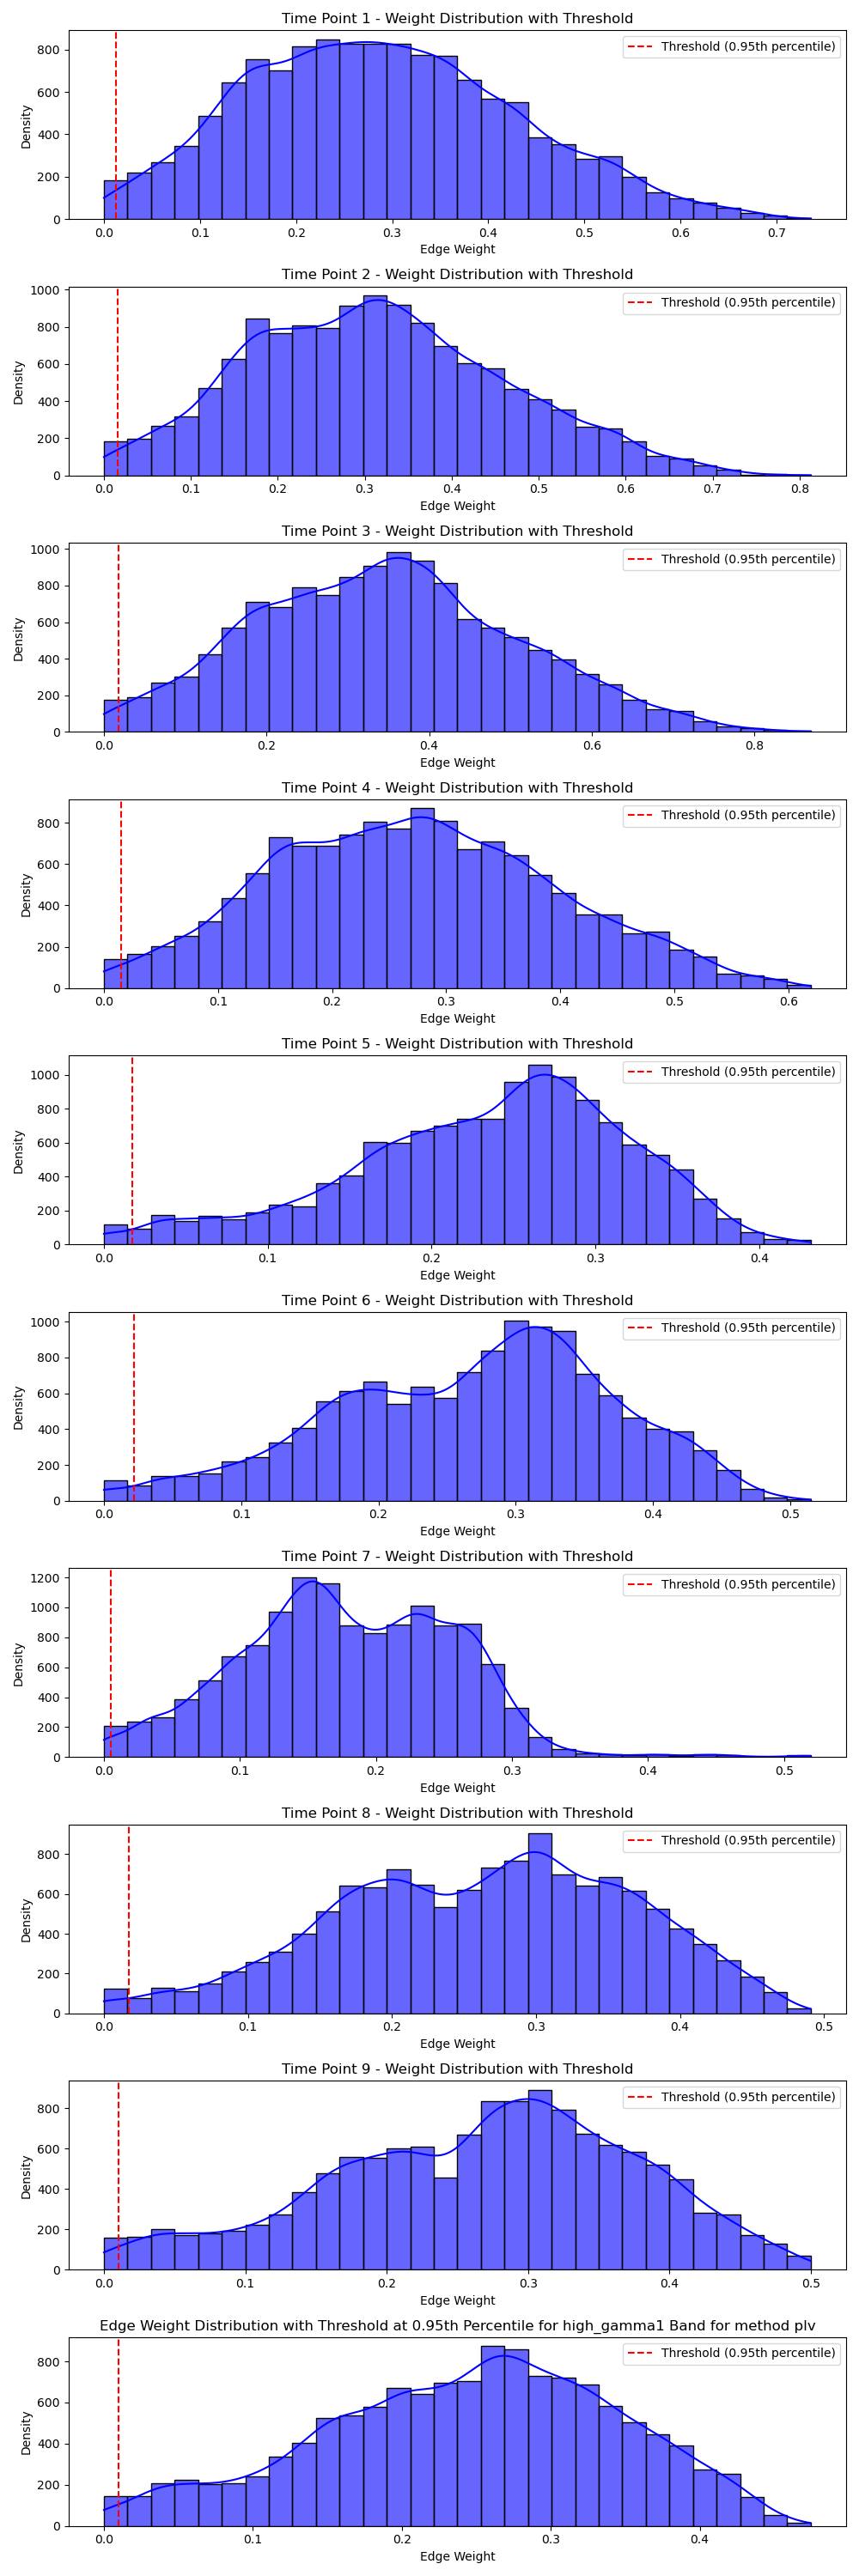 Time Point 1 - Weight Distribution with Threshold
Threshold (0.95th percentile)
Density
800
600
400
200
0
0.0 0.1 0.2 0.3 0.4 0.5 0.6 0.7
Edge Weight
Time Point 2 - Weight Distribution with Threshold
Threshold (0.95th percentile)
Density
1000
800
600
400
200
0
0.0 0.1 0.2 0.3 0.4 0.5 0.6 0.7 0.8
Edge Weight
Time Point 3 - Weight Distribution with Threshold
Threshold (0.95th percentile)
Density
1000
800
600
400
200
0
0.0 0.2 0.4 0.6 0.8
Edge Weight
Time Point 4 - Weight Distribution with Threshold
Threshold (0.95th percentile)
Density
800
600
400
200
0
0.0 0.1 0.2 0.3 0.4 0.5 0.6
Edge Weight
Time Point 5 - Weight Distribution with Threshold
Threshold (0.95th percentile)
Density
1000
800
600
400
200
0
0.0 0.1 0.2 0.3 0.4
Edge Weight
Time Point 6 - Weight Distribution with Threshold
Threshold (0.95th percentile)
Density
1000
800
600
400
200
0
0.0 0.1 0.2 0.3 0.4 0.5
Edge Weight
Time Point 7 - Weight Distribution with Threshold
Threshold (0.95th percentile)
Density
1200
1000
800
600
400
200
0
0.0 0.1 0.2 0.3 0.4 0.5
Edge Weight
Time Point 8 - Weight Distribution with Threshold
Threshold (0.95th percentile)
Density
800
600
400
200
0
0.0 0.1 0.2 0.3 0.4 0.5
Edge Weight
Time Point 9 - Weight Distribution with Threshold
Threshold (0.95th percentile)
Density
800
600
400
200
0
0.0 0.1 0.2 0.3 0.4 0.5
Edge Weight
Edge Weight Distribution with Threshold at 0.95th Percentile for high_gamma1 Band for method plv
Threshold (0.95th percentile)
Density
800
600
400
200
0
0.0 0.1 0.2 0.3 0.4
Edge Weight